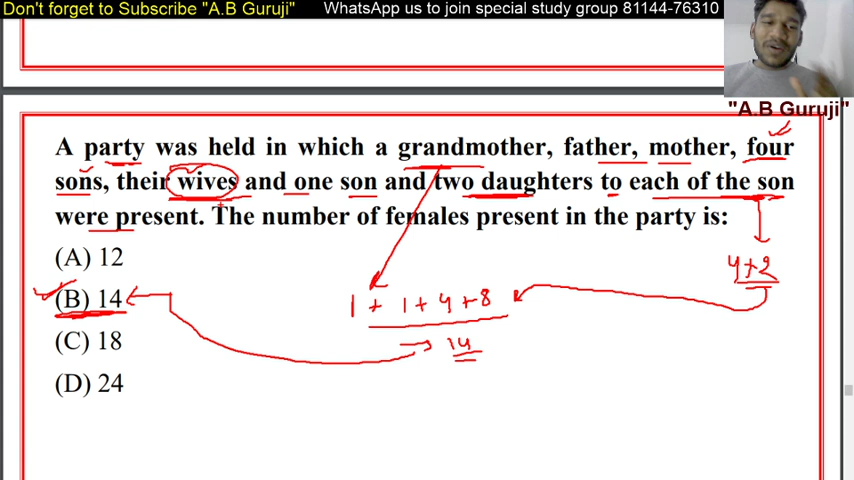 Don't forget to Subscribe "A.B Guruji" WhatsApp us to join special study group 81144-76310
"A.B Guruji"
A party was held in which a grandmother, father, mother, four
sons, their wives and one son and two daughters to each of the son
were present. The number of females present in the party is:
(A) 12
4+2
(B) 14
1 + 1 + 4 + 8
(C) 18
14
(D) 24